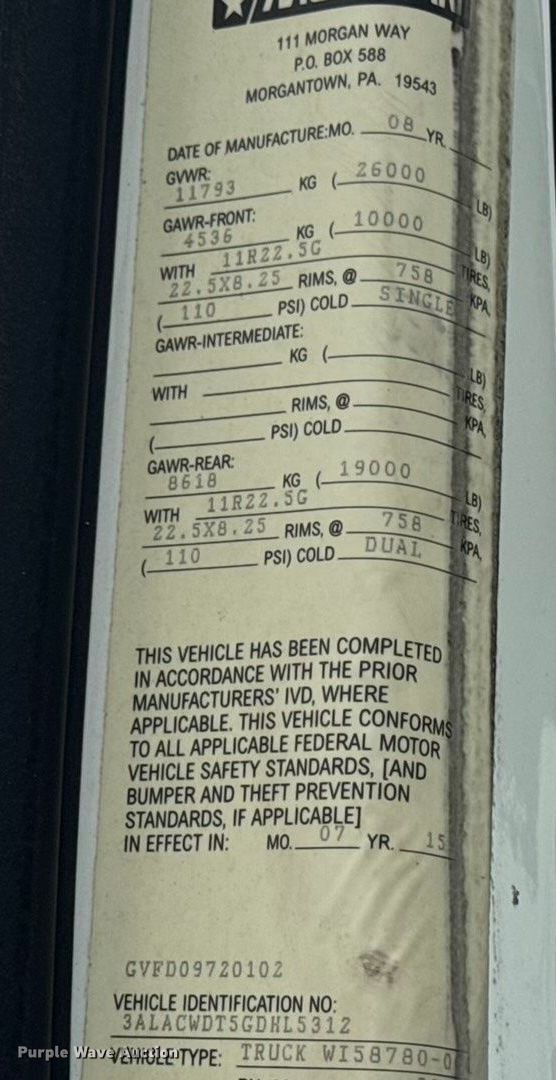 111 MORGAN WAY
P.O. BOX 588
MORGANTOWN, PA. 19543
DATE OF MANUFACTURE:MO. 08 YR.
GVWR:
11793 KG ( 26000 LB)
GAWR-FRONT:
4536 KG ( 10000 LB)
WITH 11R22.5G TIRES,
22.5X8.25 RIMS, @ 758 KPA,
( 110 PSI) COLD SINGLE
GAWR-INTERMEDIATE:
KG ( LB)
WITH TIRES,
RIMS, @ KPA,
( PSI) COLD
GAWR-REAR:
8618 KG ( 19000 LB)
WITH 11R22.5G TIRES,
22.5X8.25 RIMS, @ 758 KPA,
( 110 PSI) COLD DUAL
THIS VEHICLE HAS BEEN COMPLETED
IN ACCORDANCE WITH THE PRIOR
MANUFACTURERS' IVD, WHERE
APPLICABLE. THIS VEHICLE CONFORMS
TO ALL APPLICABLE FEDERAL MOTOR
VEHICLE SAFETY STANDARDS, [AND
BUMPER AND THEFT PREVENTION
STANDARDS, IF APPLICABLE]
IN EFFECT IN: MO. 07 YR. 15
GVFD09720102
VEHICLE IDENTIFICATION NO:
3ALACWDT5GDHL5312
VEHICLE TYPE: TRUCK WI58780-0
Purple Wave Auction